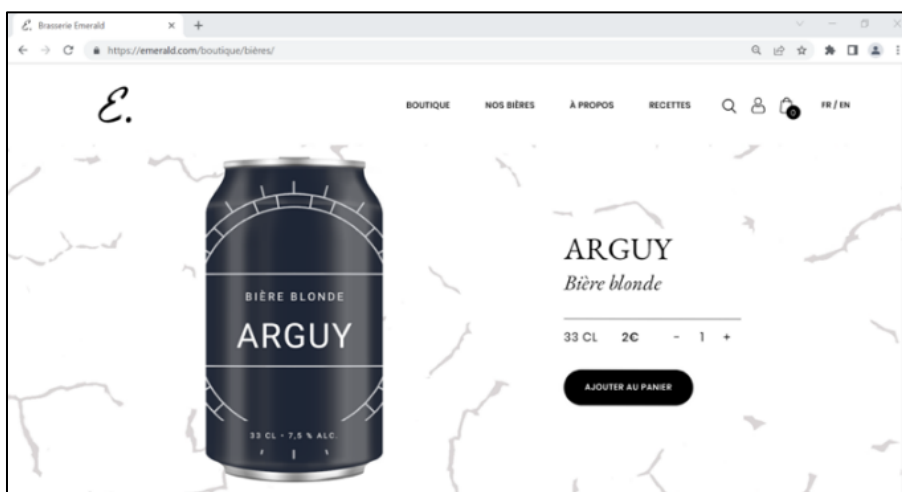 Brasserie Emerald
https://emerald.com/boutique/bières/
E.
BOUTIQUE NOS BIÈRES À PROPOS RECETTES 0 FR / EN
BIÈRE BLONDE
ARGUY
33 CL - 7,5 % ALC.
ARGUY
Bière blonde
33 CL 2€ - 1 +
AJOUTER AU PANIER